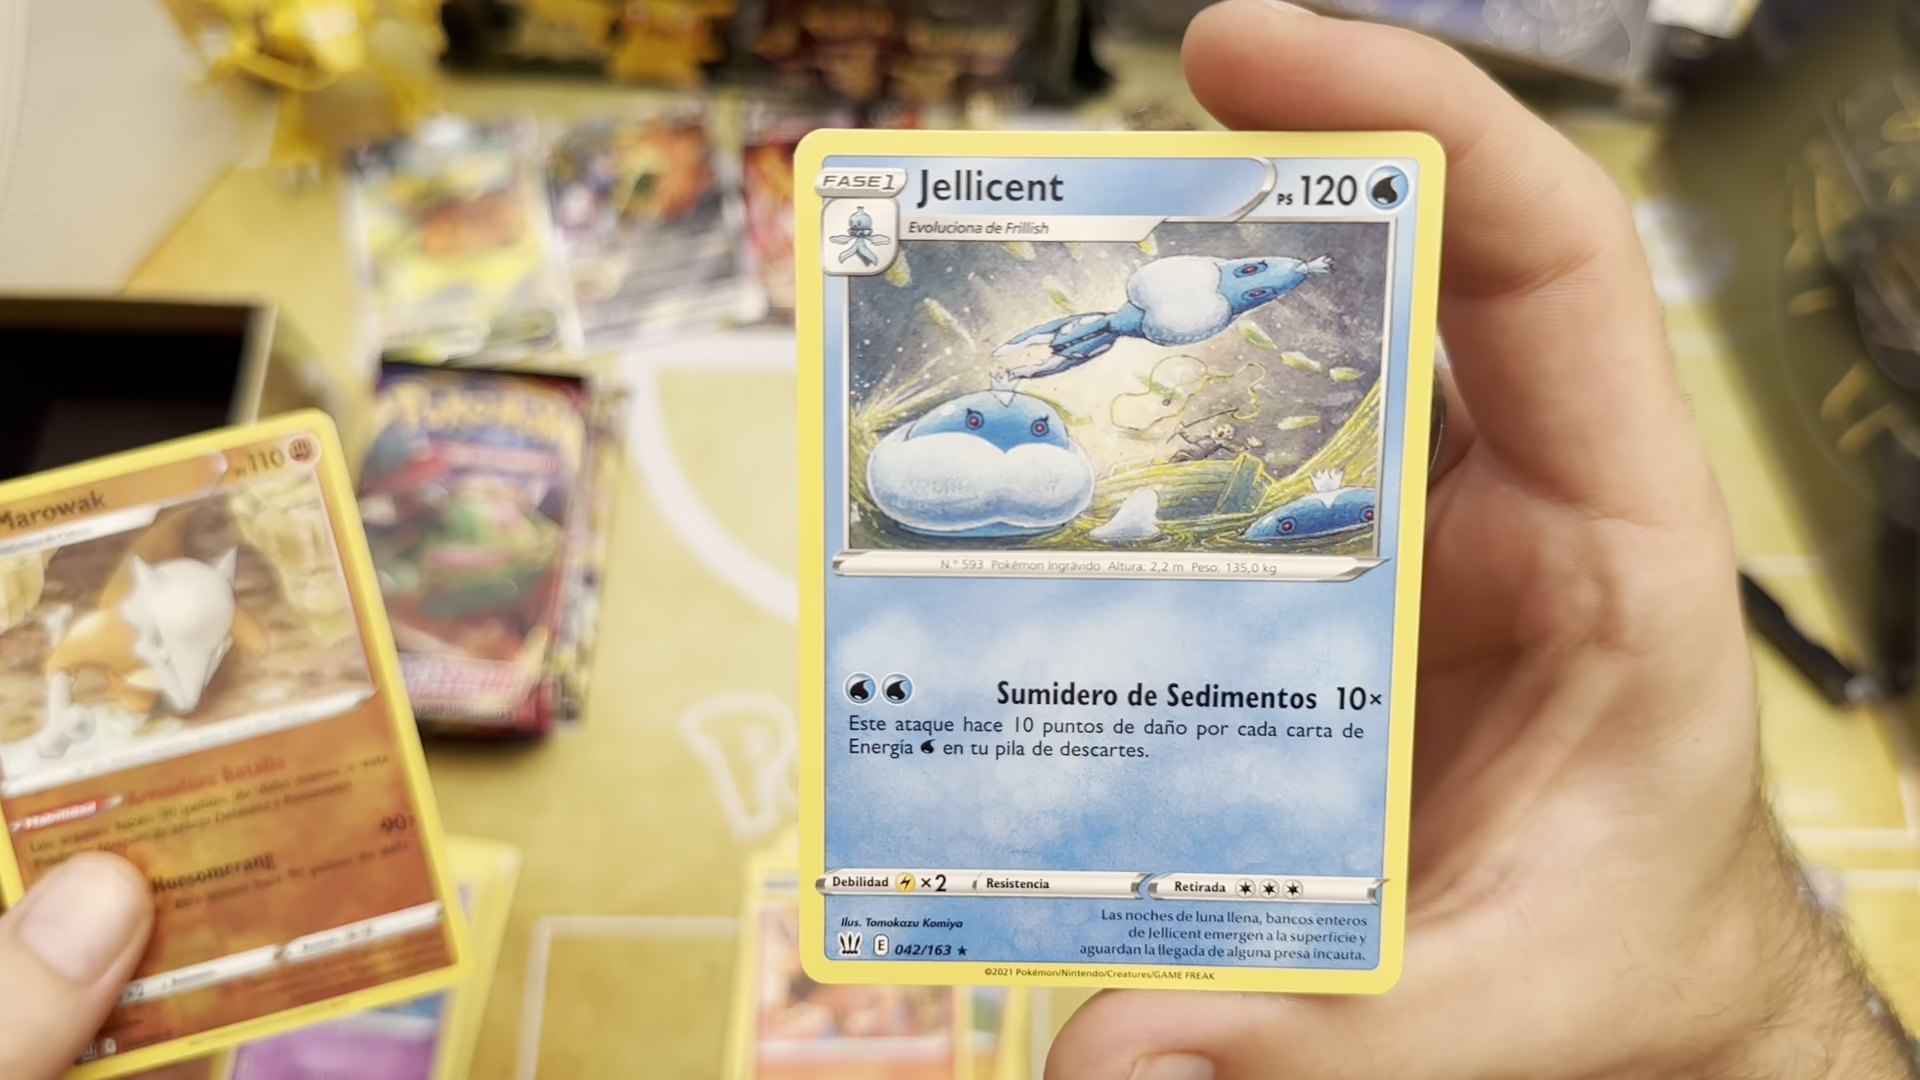 FASE1
Jellicent
PS 120
Evoluciona de Frillish
N.º 593 Pokémon Ingrávido Altura: 2,2 m Peso: 135,0 kg
Sumidero de Sedimentos 10×
Este ataque hace 10 puntos de daño por cada carta de
Energía en tu pila de descartes.
Debilidad ×2 Resistencia Retirada
Ilus. Tomokazu Komiya
E 042/163
Las noches de luna llena, bancos enteros
de Jellicent emergen a la superficie y
aguardan la llegada de alguna presa incauta.
©2021 Pokémon/Nintendo/Creatures/GAME FREAK
Marowak
110
Habilidad
90
Huesomerang